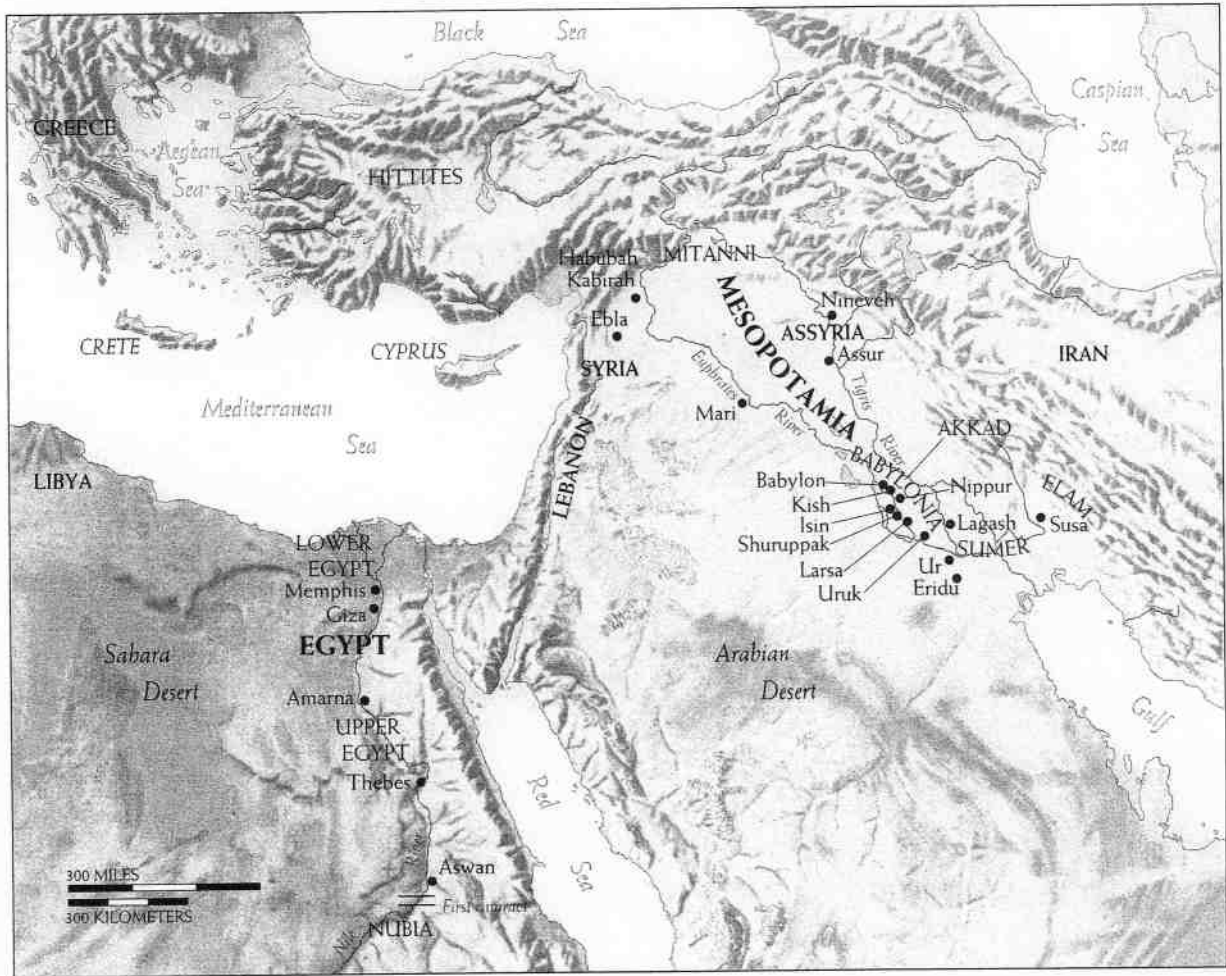 Black Sea
Caspian
Sea
GREECE
Aegean
Sea
HITTITES
MITANNI
Habubah
Kabirah
Nineveh
MESOPOTAMIA
ASSYRIA
Ebla
Assur
IRAN
CRETE
CYPRUS
SYRIA
Euphrates
River
Tigris
River
Mari
Mediterranean
Sea
AKKAD
LIBYA
LEBANON
BABYLONIA
Babylon
Nippur
Kish
ELAM
Isin
Lagash
Susa
Shuruppak
SUMER
LOWER
EGYPT
Larsa
Ur
Memphis
Uruk
Eridu
Giza
EGYPT
Sahara
Desert
Arabian
Desert
Amarna
Gulf
UPPER
EGYPT
Thebes
Red
Sea
River
Aswan
300 MILES
300 KILOMETERS
First cataract
NUBIA
Nile